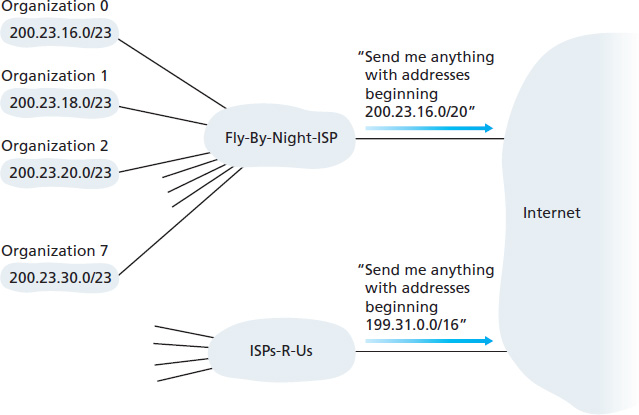 Organization 0
200.23.16.0/23
Organization 1
200.23.18.0/23
Organization 2
200.23.20.0/23
Organization 7
200.23.30.0/23
Fly-By-Night-ISP
“Send me anything
with addresses
beginning
200.23.16.0/20”
Internet
ISPs-R-Us
“Send me anything
with addresses
beginning
199.31.0.0/16”